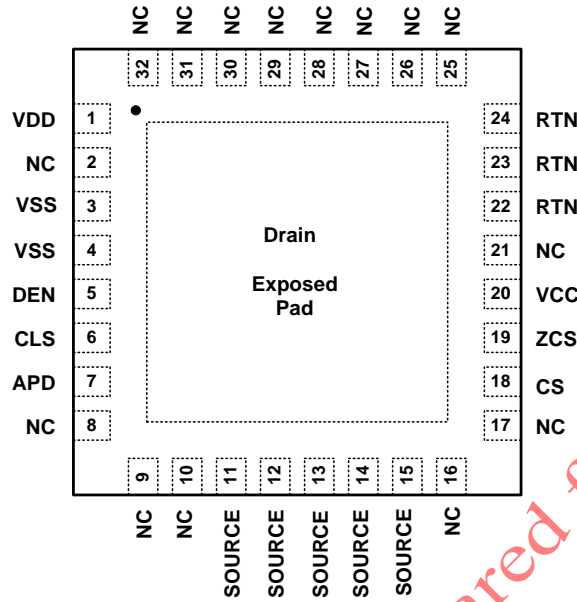 NC NC NC NC NC NC NC NC
32 31 30 29 28 27 26 25
VDD 1 24 RTN
NC 2 23 RTN
VSS 3 22 RTN
VSS 4 21 NC
DEN 5 20 VCC
CLS 6 19 ZCS
APD 7 18 CS
NC 8 17 NC
Drain
Exposed
Pad
9 10 11 12 13 14 15 16
NC NC SOURCE SOURCE SOURCE SOURCE SOURCE NC
ared f